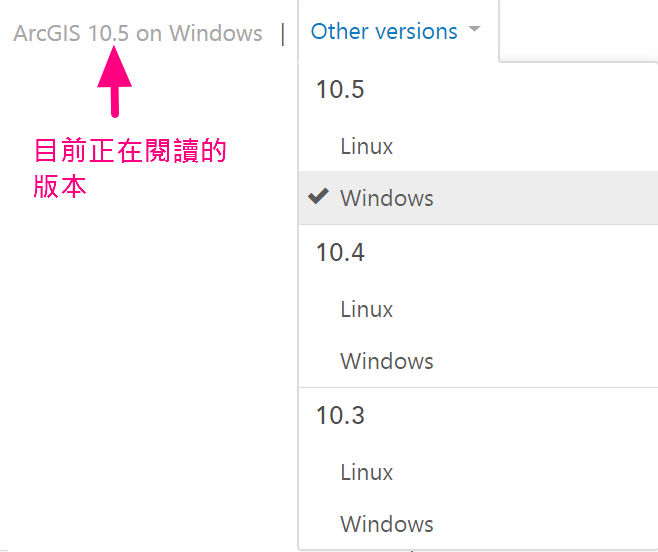 ArcGIS 10.5 on Windows | Other versions
目前正在閱讀的
版本
10.5
Linux
Windows
10.4
Linux
Windows
10.3
Linux
Windows